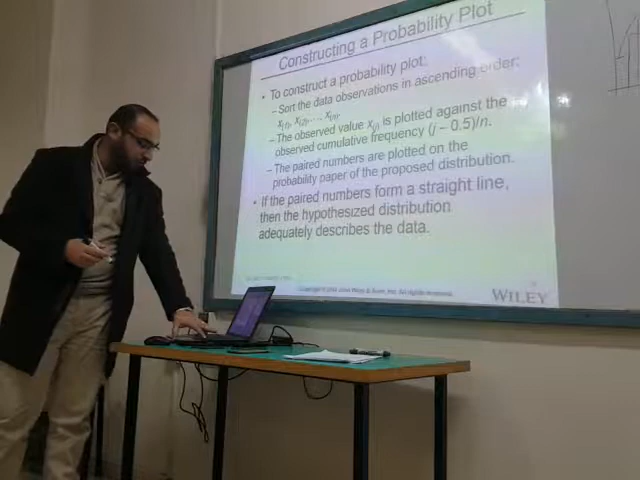 Constructing a Probability Plot
• To construct a probability plot:
– Sort the data observations in ascending order:
x(1), x(2),… x(n).
– The observed value x(j) is plotted against the
observed cumulative frequency (j – 0.5)/n.
– The paired numbers are plotted on the
probability paper of the proposed distribution.
• If the paired numbers form a straight line,
then the hypothesized distribution
adequately describes the data.
WILEY